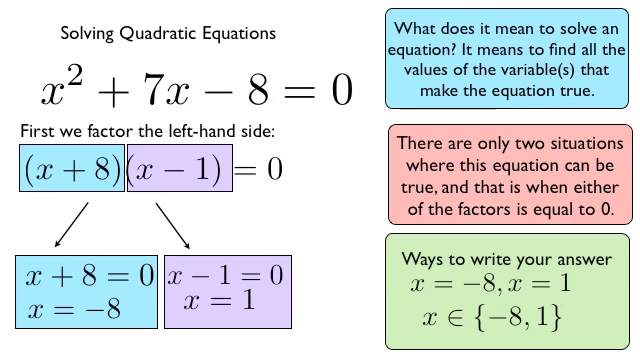 Solving Quadratic Equations
x² + 7x − 8 = 0
First we factor the left-hand side:
(x + 8)(x − 1) = 0
x + 8 = 0
x = −8
x − 1 = 0
x = 1
What does it mean to solve an
equation? It means to find all the
values of the variable(s) that
make the equation true.
There are only two situations
where this equation can be
true, and that is when either
of the factors is equal to 0.
Ways to write your answer
x = −8, x = 1
x ∈ {−8, 1}